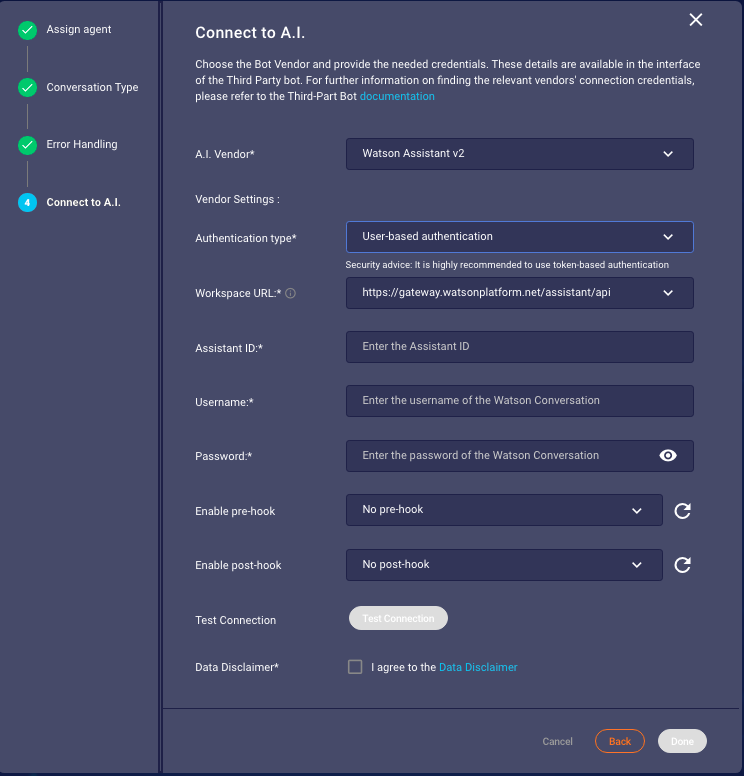 Assign agent
Conversation Type
Error Handling
4 Connect to A.I.
Connect to A.I.
Choose the Bot Vendor and provide the needed credentials. These details are available in the interface
of the Third Party bot. For further information on finding the relevant vendors' connection credentials,
please refer to the Third-Part Bot documentation
A.I. Vendor* Watson Assistant v2
Vendor Settings :
Authentication type* User-based authentication
Security advice: It is highly recommended to use token-based authentication
Workspace URL:* https://gateway.watsonplatform.net/assistant/api
Assistant ID:* Enter the Assistant ID
Username:* Enter the username of the Watson Conversation
Password:* Enter the password of the Watson Conversation
Enable pre-hook No pre-hook
Enable post-hook No post-hook
Test Connection Test Connection
Data Disclaimer* I agree to the Data Disclaimer
Cancel Back Done